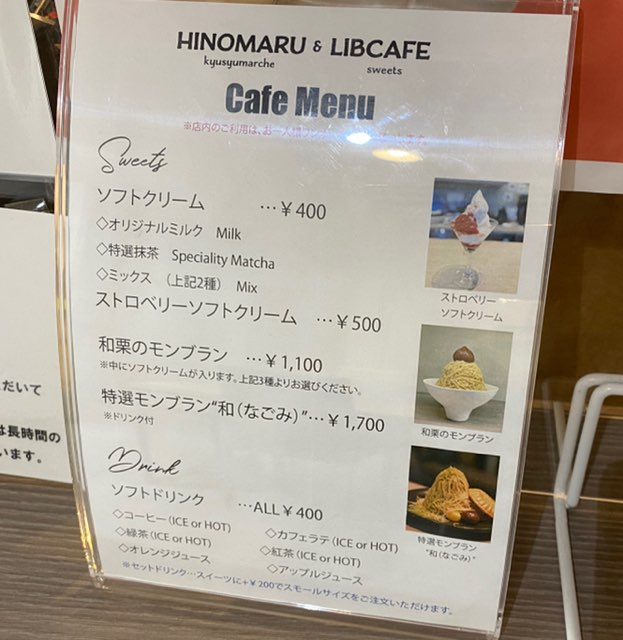 HINOMARU & LIBCAFE
kyusyumarche sweets
Cafe Menu
※店内のご利用は、お一人様
Sweets
ソフトクリーム …￥400
◇オリジナルミルク Milk
◇特選抹茶 Speciality Matcha
◇ミックス （上記2種） Mix
ストロベリーソフトクリーム …￥500
和栗のモンブラン …￥1,100
※中にソフトクリームが入ります。上記3種よりお選びください。
特選モンブラン“和（なごみ）”…￥1,700
※ドリンク付
ストロベリー
ソフトクリーム
和栗のモンブラン
特選モンブラン
“和（なごみ）”
Drink
ソフトドリンク …ALL￥400
◇コーヒー（ICE or HOT） ◇カフェラテ（ICE or HOT）
◇緑茶（ICE or HOT） ◇紅茶（ICE or HOT）
◇オレンジジュース ◇アップルジュース
※セットドリンク…スイーツに+￥200でスモールサイズをご注文いただけます。
だいて
は長時間の
います。